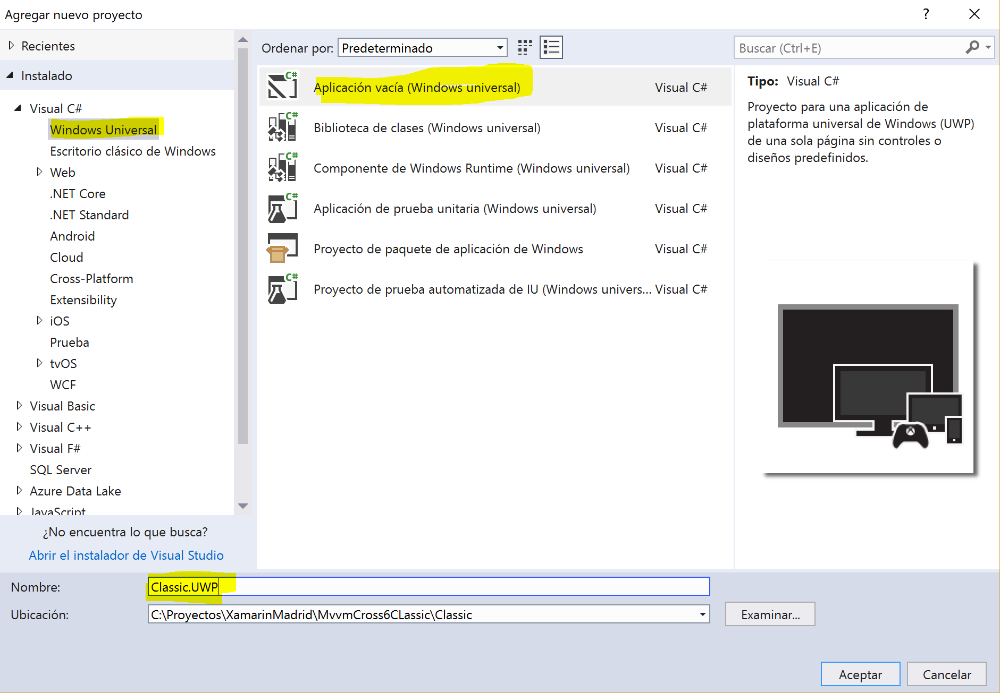 Agregar nuevo proyecto
?
Recientes
Instalado
Visual C#
Windows Universal
Escritorio clásico de Windows
Web
.NET Core
.NET Standard
Android
Cloud
Cross-Platform
Extensibility
iOS
Prueba
tvOS
WCF
Visual Basic
Visual C++
Visual F#
SQL Server
Azure Data Lake
JavaScript
¿No encuentra lo que busca?
Abrir el instalador de Visual Studio
Ordenar por: Predeterminado
C# Aplicación vacía (Windows universal) Visual C#
C# Biblioteca de clases (Windows universal) Visual C#
C# Componente de Windows Runtime (Windows universal) Visual C#
C# Aplicación de prueba unitaria (Windows universal) Visual C#
Proyecto de paquete de aplicación de Windows Visual C#
C# Proyecto de prueba automatizada de IU (Windows univers... Visual C#
Buscar (Ctrl+E)
Tipo: Visual C#
Proyecto para una aplicación de
plataforma universal de Windows (UWP)
de una sola página sin controles o
diseños predefinidos.
Nombre: Classic.UWP
Ubicación: C:\Proyectos\XamarinMadrid\MvvmCross6CLassic\Classic
Examinar...
Aceptar
Cancelar